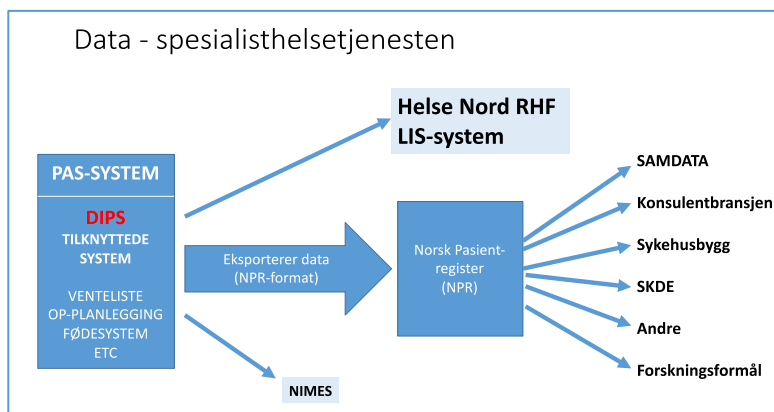 Data - spesialisthelsetjenesten
Helse Nord RHF
LIS-system
PAS-SYSTEM
DIPS
TILKNYTTEDE
SYSTEM
VENTELISTE
OP-PLANLEGGING
FØDESYSTEM
ETC
Eksporterer data
(NPR-format)
Norsk Pasient-
register
(NPR)
SAMDATA
Konsulentbransjen
Sykehusbygg
SKDE
Andre
Forskningsformål
NIMES